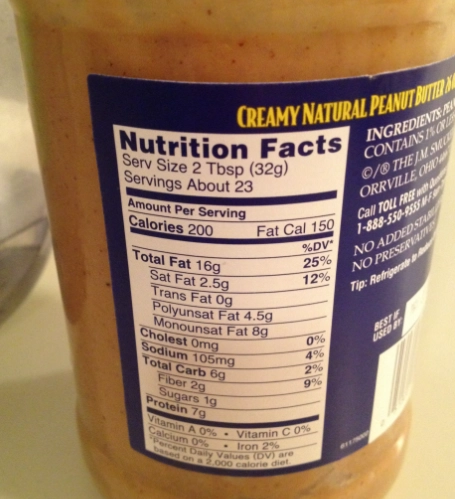 CREAMY NATURAL PEANUT BUTTER
Nutrition Facts
Serv Size 2 Tbsp (32g)
Servings About 23
Amount Per Serving
Calories 200 Fat Cal 150
%DV*
Total Fat 16g 25%
Sat Fat 2.5g 12%
Trans Fat 0g
Polyunsat Fat 4.5g
Monounsat Fat 8g
Cholest 0mg 0%
Sodium 105mg 4%
Total Carb 6g 2%
Fiber 2g 9%
Sugars 1g
Protein 7g
Vitamin A 0% • Vitamin C 0%
Calcium 0% • Iron 2%
*Percent Daily Values (DV) are
based on a 2,000 calorie diet.
INGREDIENTS:
CONTAINS 1% OR
©/® THE J.M.
ORRVILLE, OHIO
Call TOLL FREE with
1-888-550-9555 M-F
NO ADDED
NO
Tip: Refrigerate
BEST IF
USED BY